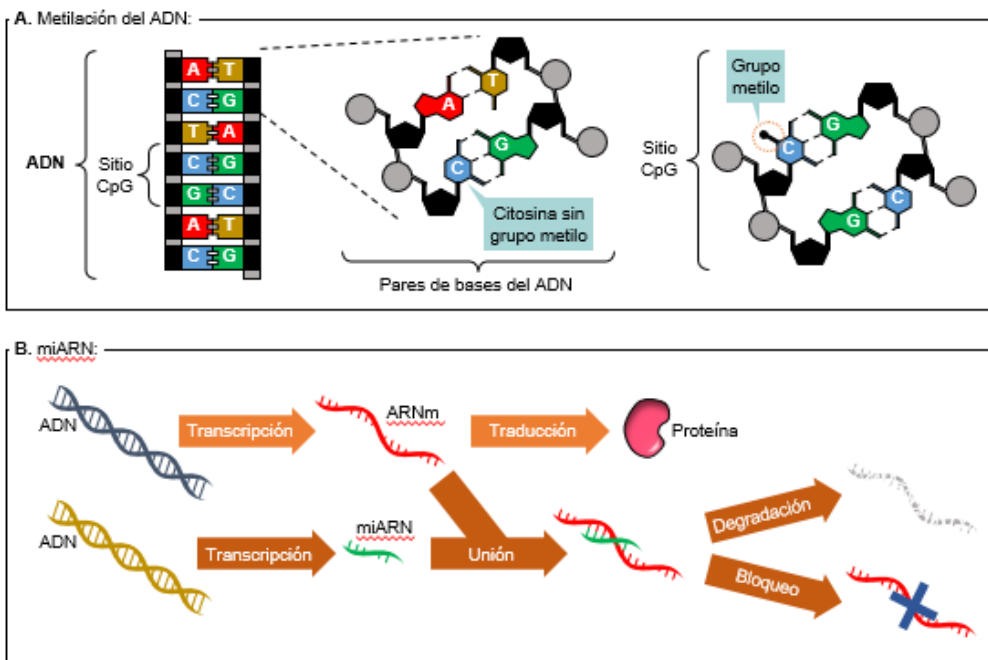 A. Metilación del ADN:
ADN
Sitio
CpG
A T
C G
T A
C G
G C
A T
C G
A T
C G
Citosina sin
grupo metilo
Pares de bases del ADN
Sitio
CpG
Grupo
metilo
C G
G C
B. miARN:
ADN
Transcripción
ARNm
Traducción
Proteína
ADN
Transcripción
miARN
Unión
Degradación
Bloqueo